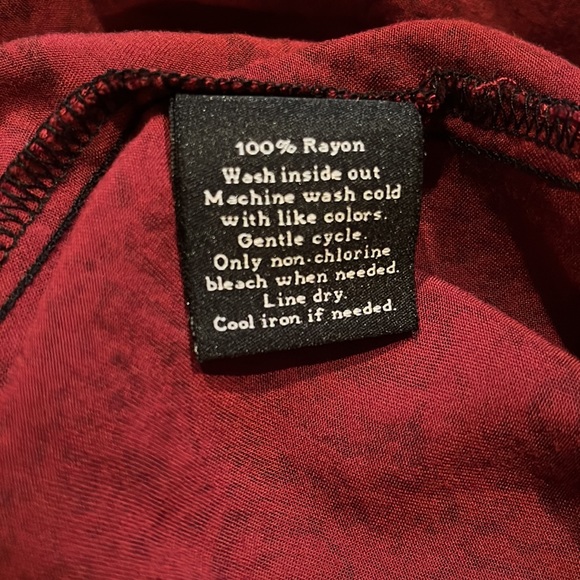 100% Rayon
Wash inside out
Machine wash cold
with like colors.
Gentle cycle.
Only non-chlorine
bleach when needed.
Line dry.
Cool iron if needed.